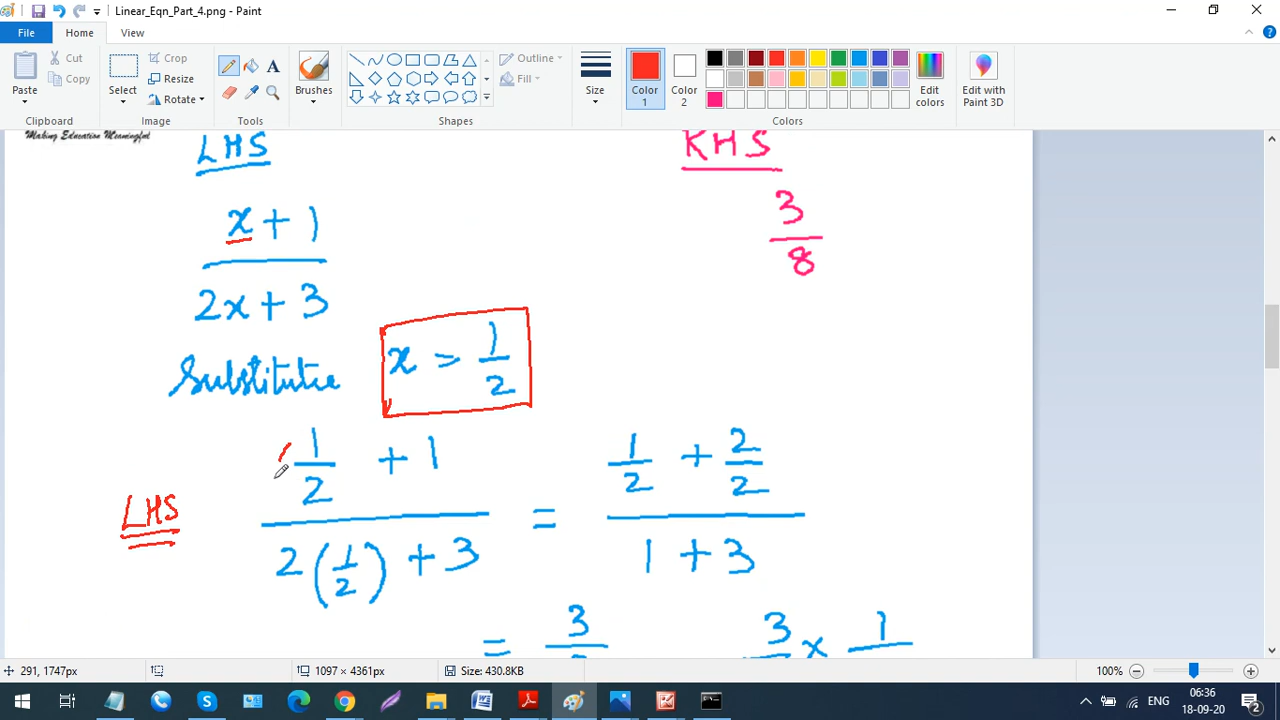 Linear_Eqn_Part_4.png - Paint
File Home View
Paste Cut Copy Clipboard
Select Crop Resize Rotate Image
Tools
Brushes
Outline Fill Shapes
Size
Color 1 Color 2 Edit colors Edit with Paint 3D Colors
Making Education Meaningful
LHS RHS
x + 1 / 2x + 3
3 / 8
Substitute x = 1/2
LHS
1/2 + 1 / 2(1/2) + 3 = 1/2 + 2/2 / 1 + 3
= 3 3 × 1
291, 1747px 1097 × 4361px Size: 430.8KB 100%
ENG 06:36 18-09-20 2